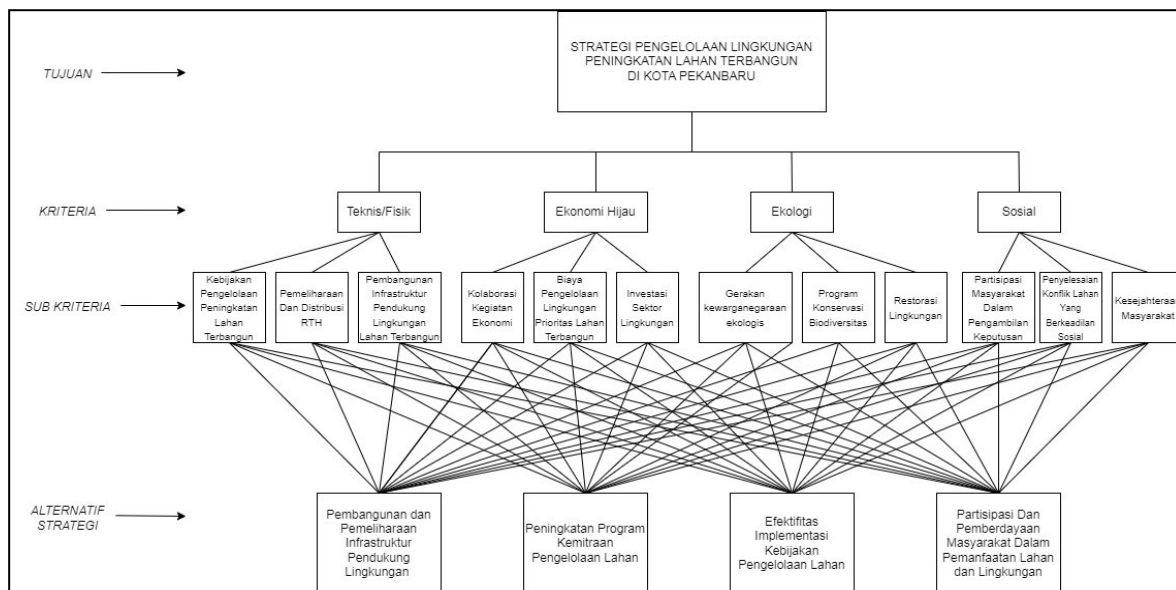 STRATEGI PENGELOLAAN LINGKUNGAN
PENINGKATAN LAHAN TERBANGUN
DI KOTA PEKANBARU
TUJUAN
KRITERIA
Teknis/Fisik
Ekonomi Hijau
Ekologi
Sosial
SUB KRITERIA
Kebijakan
Pengelolaan
Peningkatan
Lahan
Terbangun
Pemeliharaan
Dan Distribusi
RTH
Pembangunan
Infrastruktur
Pendukung
Lingkungan
Lahan Terbangun
Kolaborasi
Kegiatan
Ekonomi
Biaya
Pengelolaan
Lingkungan
Prioritas Lahan
Terbangun
Investasi
Sektor
Lingkungan
Gerakan
kewarganegaraan
ekologis
Program
Konservasi
Biodiversitas
Restorasi
Lingkungan
Partisipasi
Masyarakat
Dalam
Pengambilan
Keputusan
Penyelesaian
Konflik Lahan
Yang
Berkeadilan
Sosial
Kesejahteraan
Masyarakat
ALTERNATIF
STRATEGI
Pembangunan dan
Pemeliharaan
Infrastruktur
Pendukung
Lingkungan
Peningkatan Program
Kemitraan
Pengelolaan Lahan
Efektifitas
Implementasi
Kebijakan
Pengelolaan Lahan
Partisipasi Dan
Pemberdayaan
Masyarakat Dalam
Pemanfaatan Lahan
dan Lingkungan